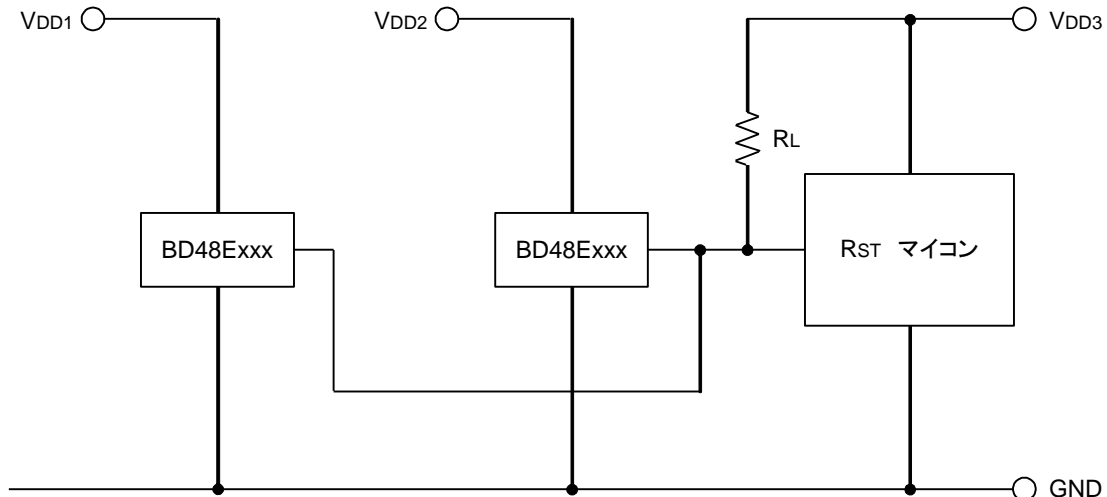 VDD1
VDD2
VDD3
RL
BD48Exxx
BD48Exxx
RST マイコン
GND